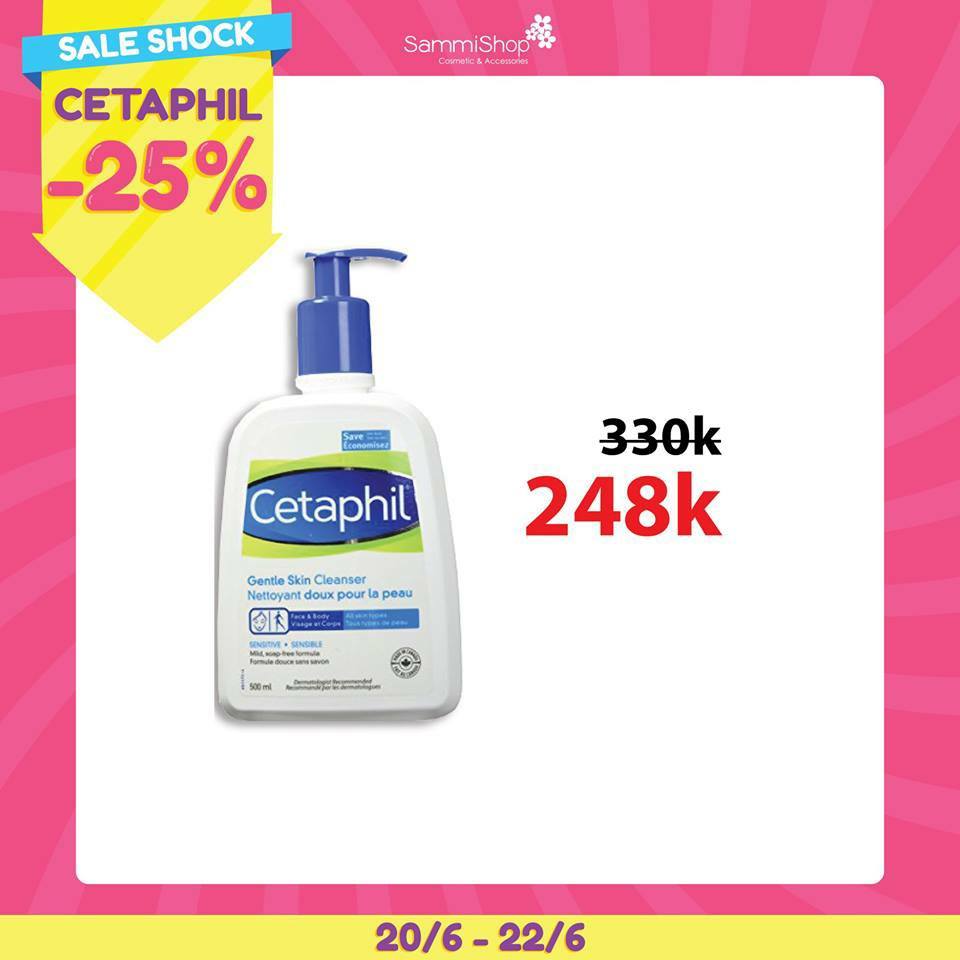 SALE SHOCK
CETAPHIL
-25%
SammiShop
Cosmetic & Accessories
330k
248k
Save
Économisez
Cetaphil
Gentle Skin Cleanser
Nettoyant doux pour la peau
Face & Body
Visage et Corps
All skin types
Tous types de peau
SENSITIVE • SENSIBLE
Mild, soap-free formula
Formule douce sans savon
500 ml
Dermatologist Recommended
Recommandé par les dermatologues
20/6 - 22/6